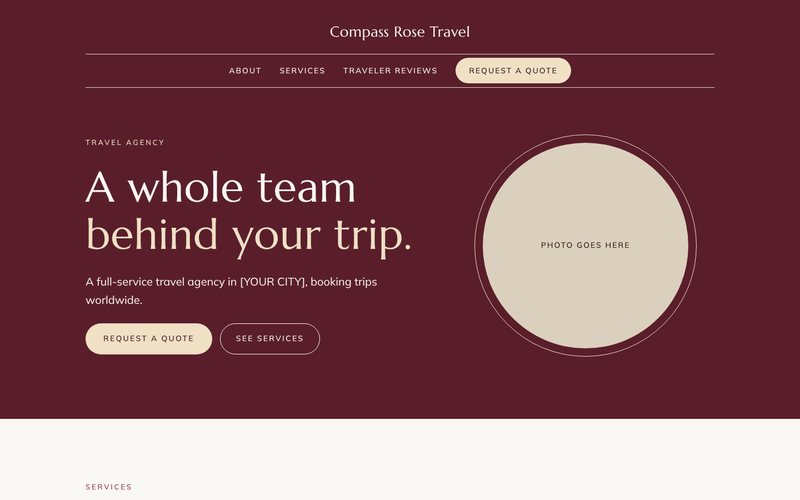 Compass Rose Travel
ABOUT SERVICES TRAVELER REVIEWS REQUEST A QUOTE
TRAVEL AGENCY
A whole team
behind your trip.
A full-service travel agency in [YOUR CITY], booking trips
worldwide.
REQUEST A QUOTE SEE SERVICES
PHOTO GOES HERE
SERVICES